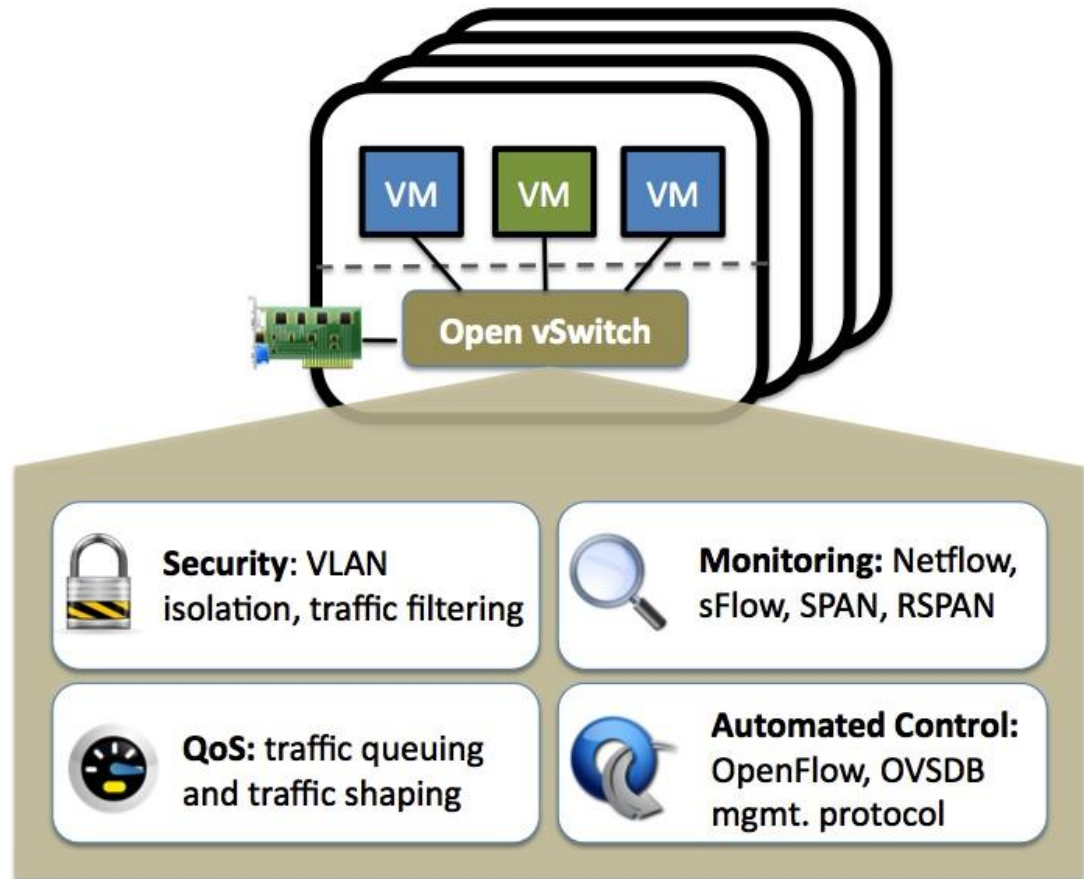 VM
VM
VM
Open vSwitch
Security: VLAN
isolation, traffic filtering
Monitoring: Netflow,
sFlow, SPAN, RSPAN
QoS: traffic queuing
and traffic shaping
Automated Control:
OpenFlow, OVSDB
mgmt. protocol